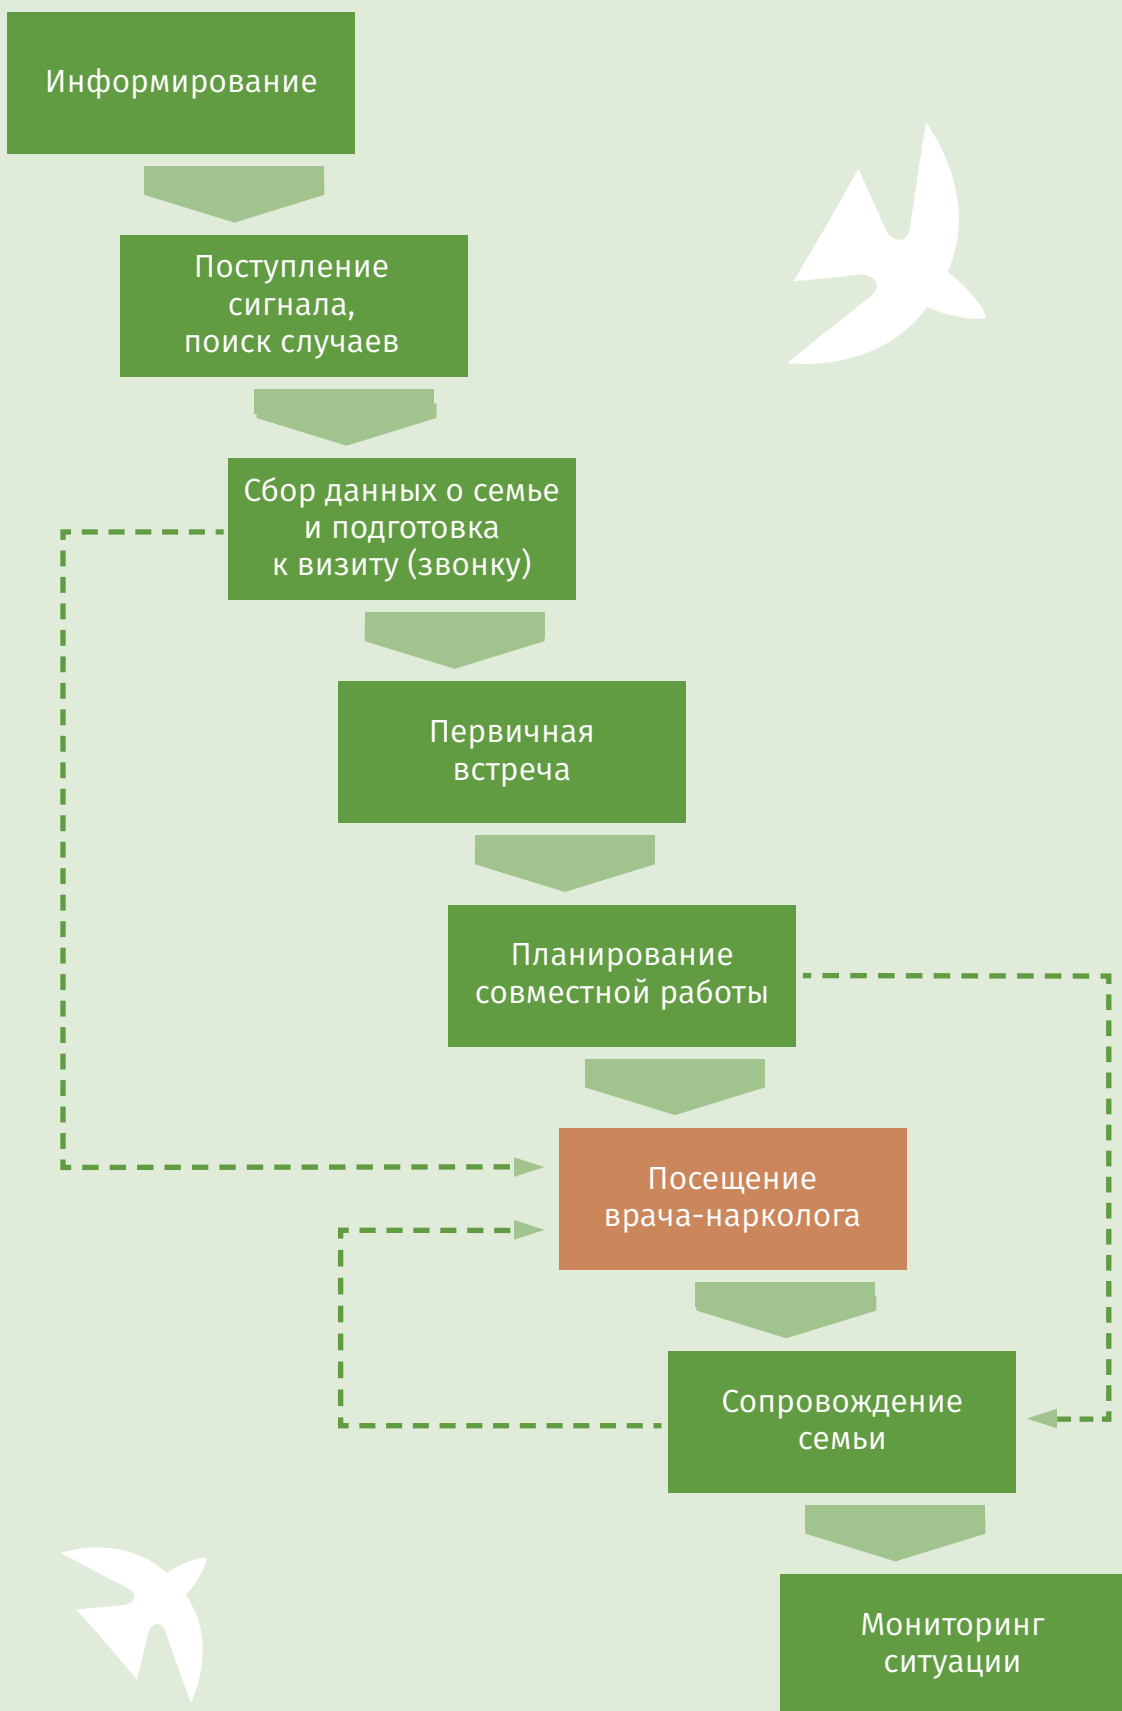 Информирование
Поступление
сигнала,
поиск случаев
Сбор данных о семье
и подготовка
к визиту (звонку)
Первичная
встреча
Планирование
совместной работы
Посещение
врача-нарколога
Сопровождение
семьи
Мониторинг
ситуации